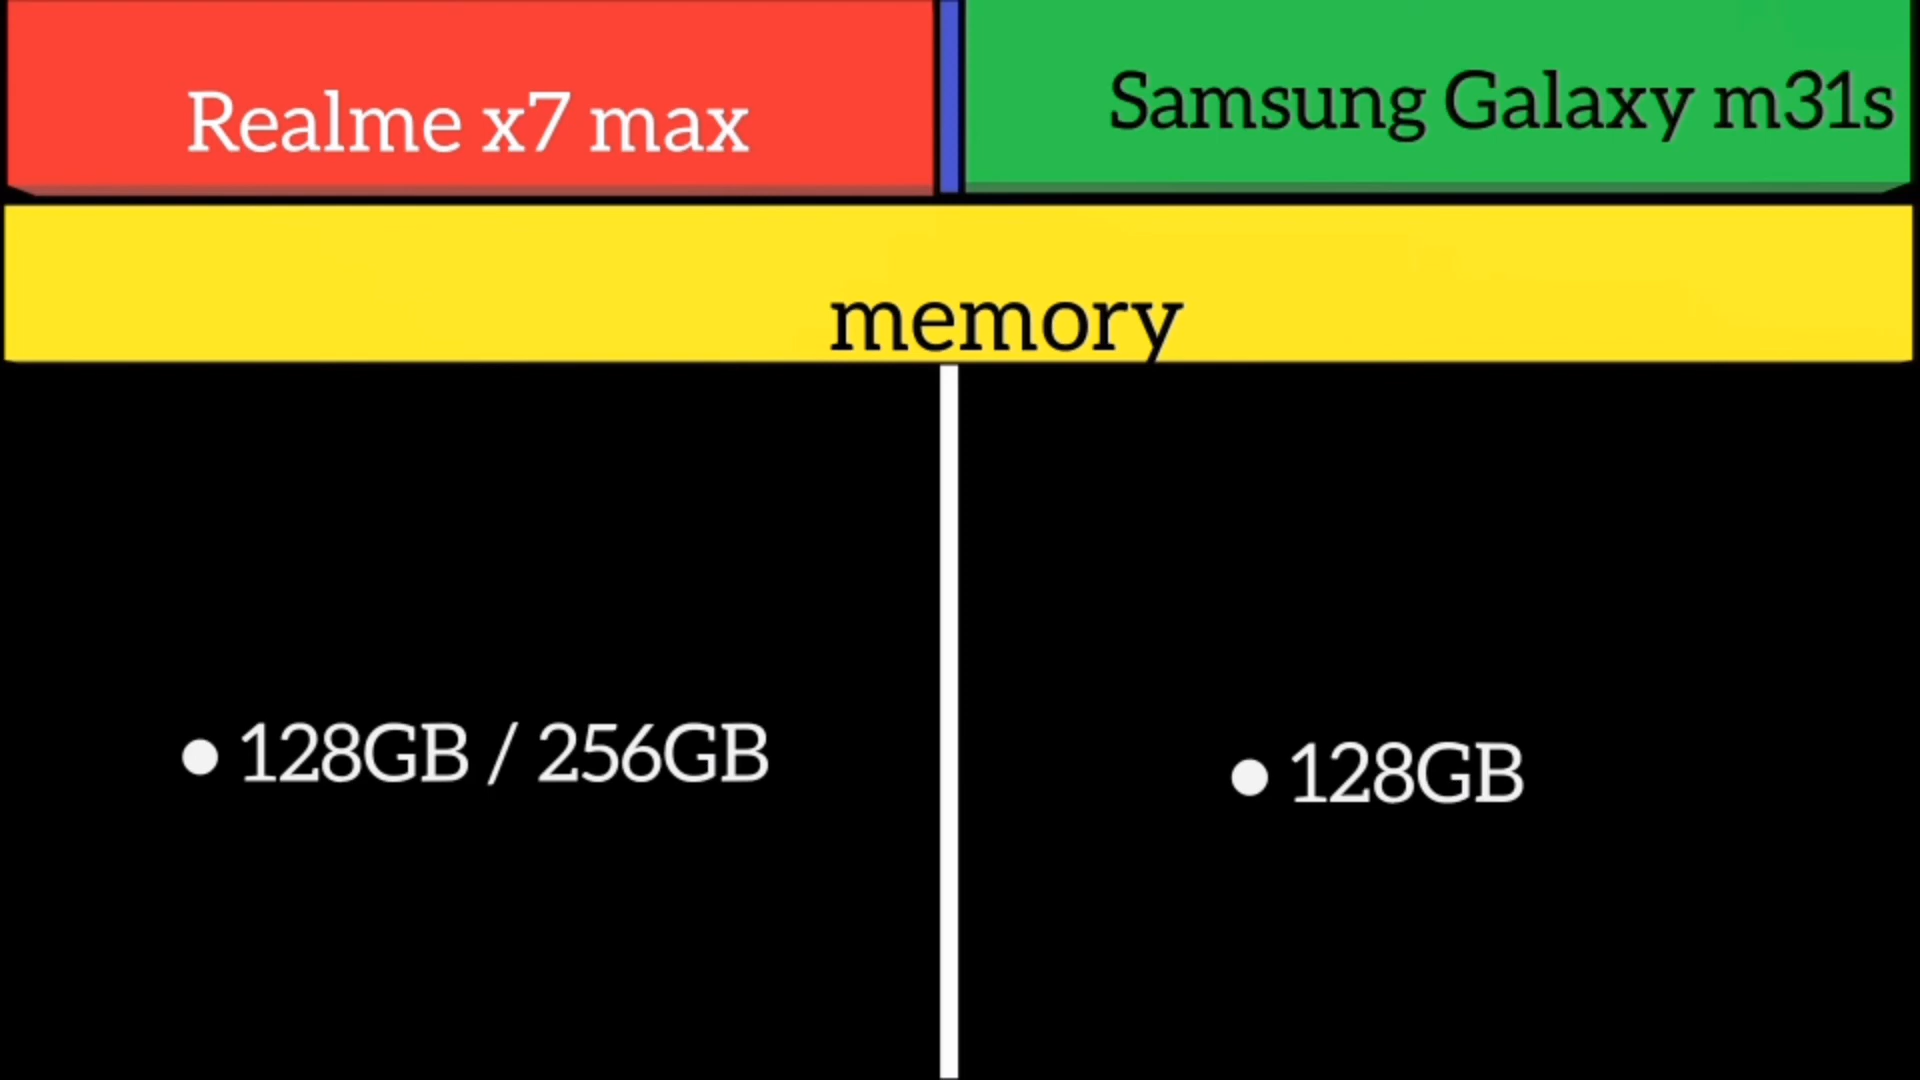 Realme x7 max
Samsung Galaxy m31s
memory
● 128GB / 256GB
● 128GB